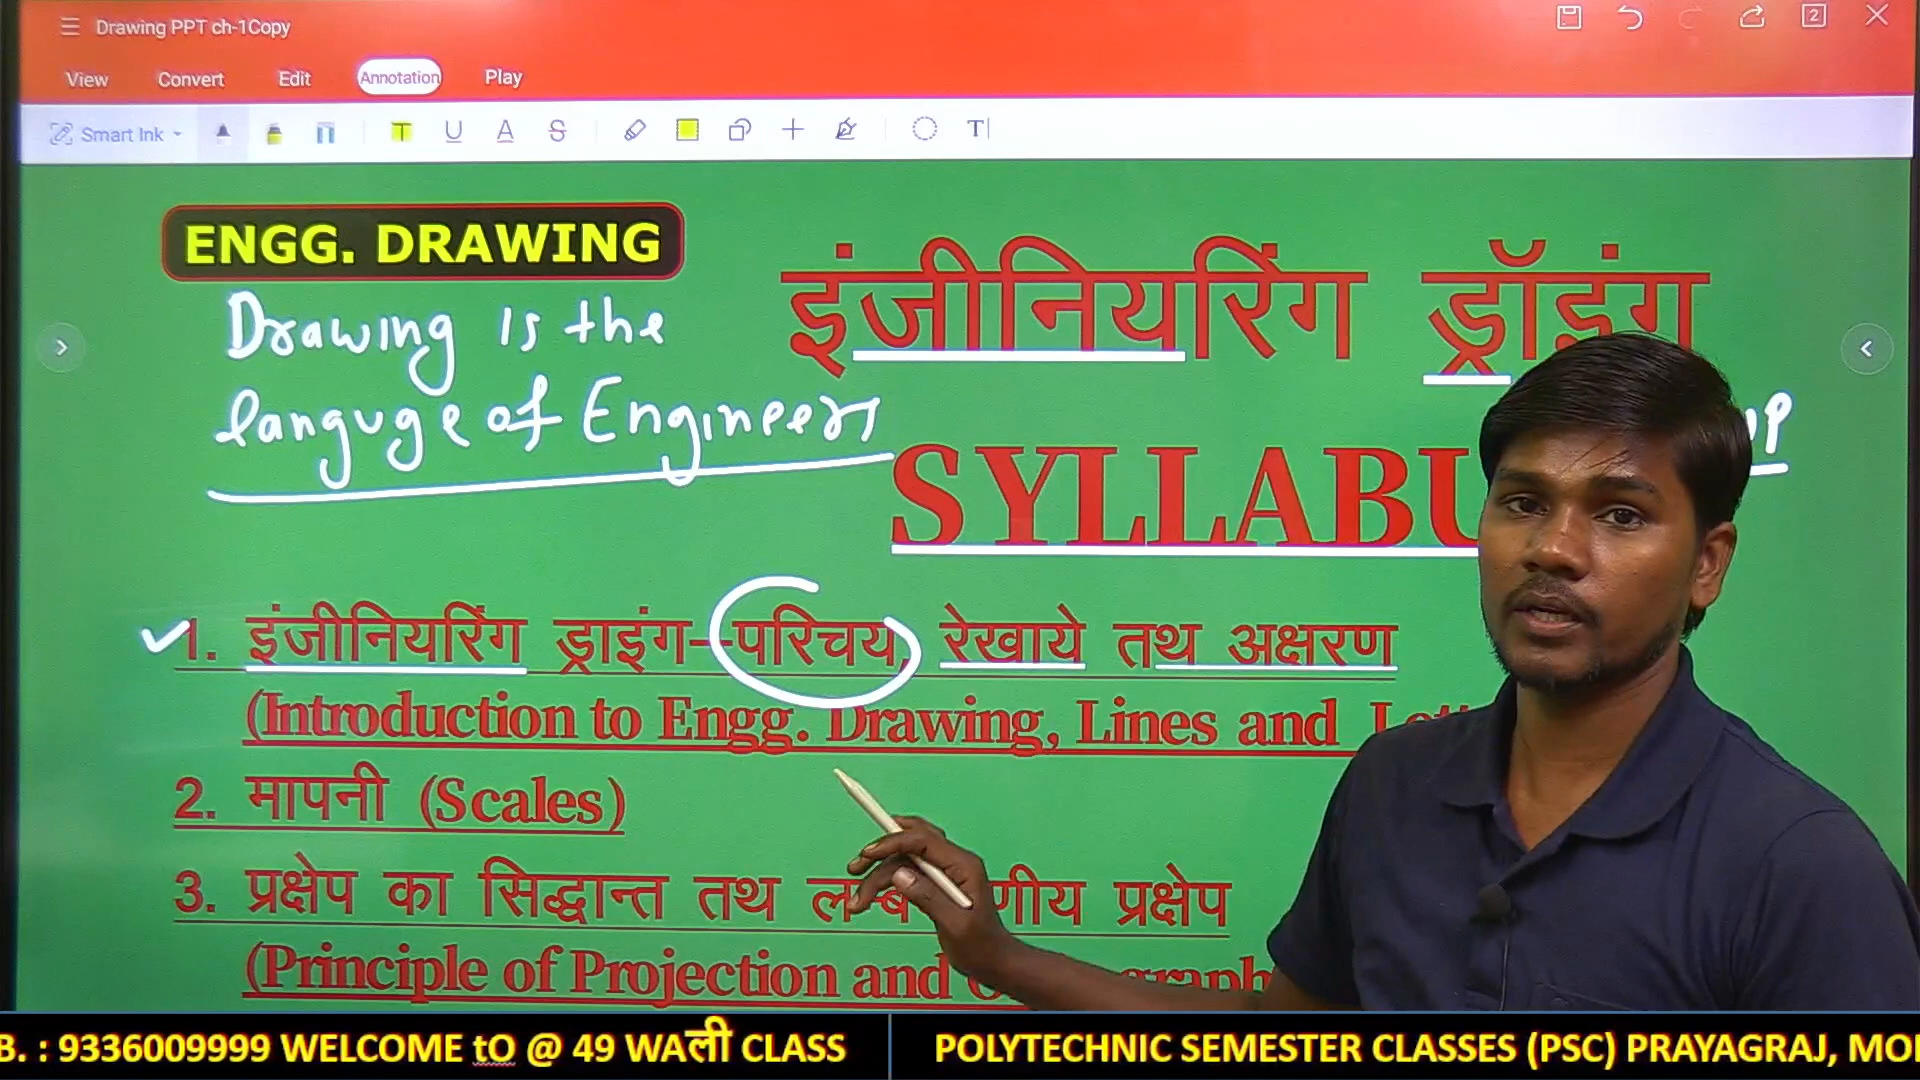 Drawing PPT ch-1Copy
2
View Convert Edit Annotation Play
Smart Ink T U A S T
ENGG. DRAWING
इंजीनियरिंग ड्रॉइंग
Drawing is the
languge of Engineers
SYLLABU
1. इंजीनियरिंग ड्राइंग–परिचय, रेखाये तथ अक्षरण
(Introduction to Engg. Drawing, Lines and
2. मापनी (Scales)
3. प्रक्षेप का सिद्धान्त तथ प्रक्षेप
(Principle of Projection and
B. : 9336009999 WELCOME tO @ 49 WAली CLASS
POLYTECHNIC SEMESTER CLASSES (PSC) PRAYAGRAJ, MO